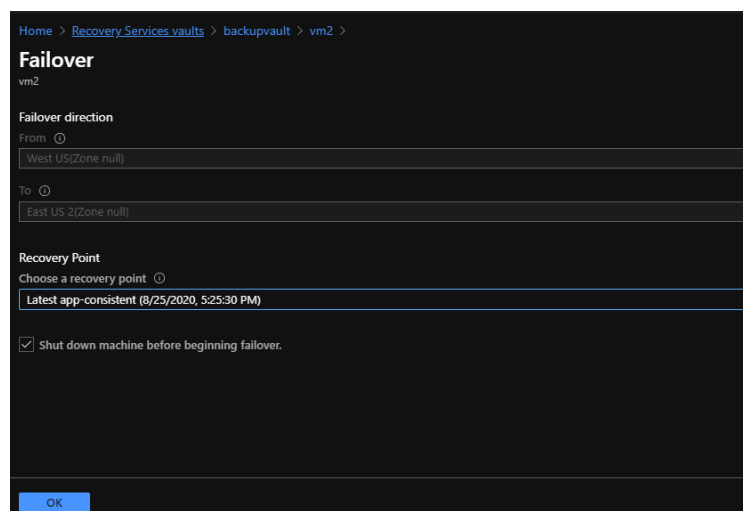 Home > Recovery Services vaults > backupvault > vm2 >
Failover
vm2
Failover direction
From
West US(Zone null)
To
East US 2(Zone null)
Recovery Point
Choose a recovery point
Latest app-consistent (8/25/2020, 5:25:30 PM)
Shut down machine before beginning failover.
OK